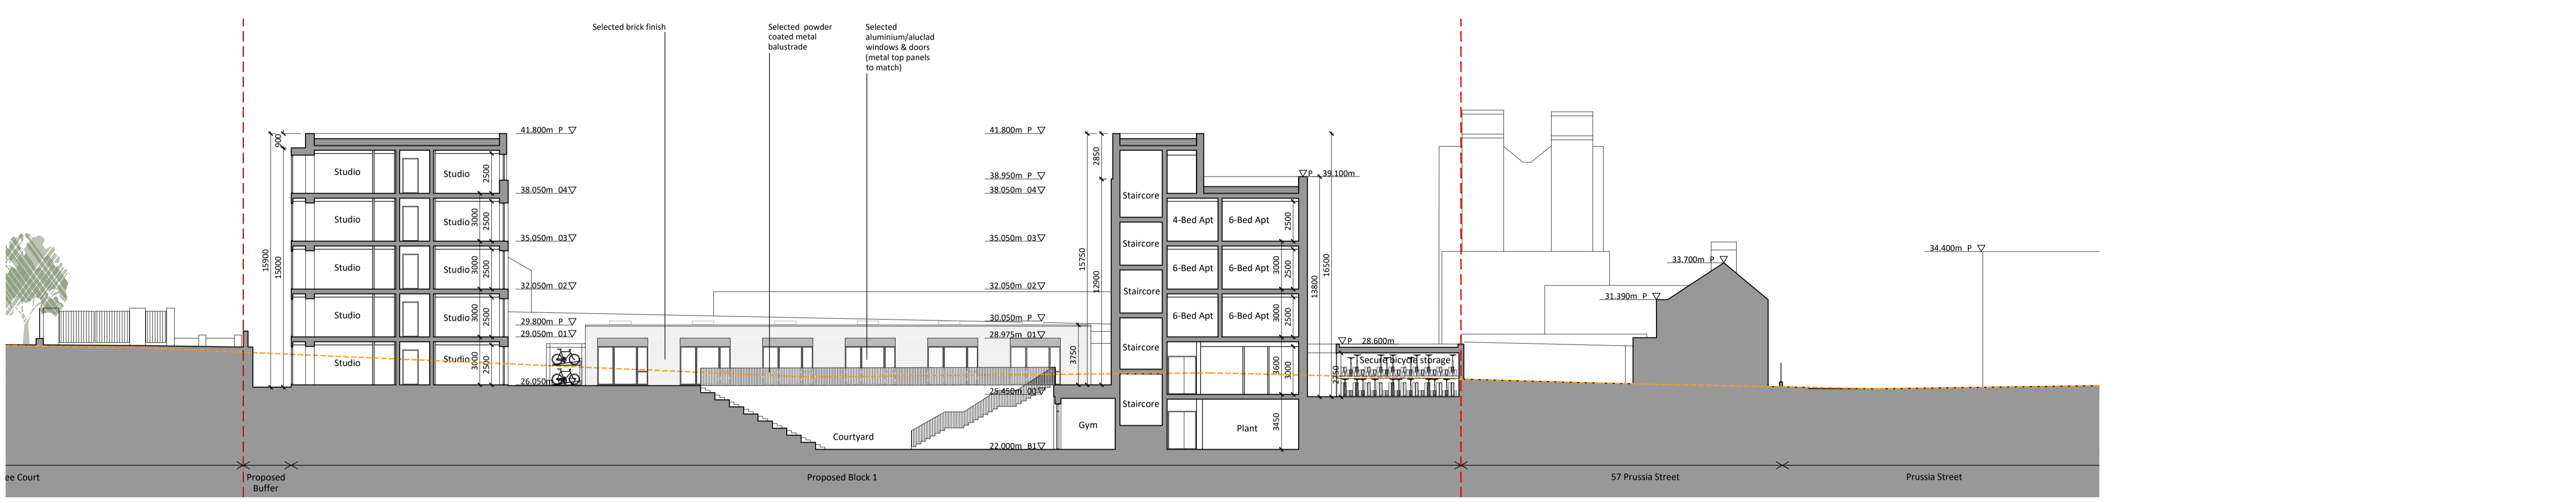 Selected brick finish
Selected powder
coated metal
balustrade
Selected
aluminium/aluclad
windows & doors
(metal top panels
to match)
41.800m P
41.800m P
900
2850
Studio
Studio
2500
38.950m P
39.100m
P
38.050m 04
38.050m 04
Staircore
Studio
Studio
3000
2500
4-Bed Apt
6-Bed Apt
2500
35.050m 03
35.050m 03
Staircore
34.400m P
15900
15000
Studio
Studio
3000
2500
15750
12900
6-Bed Apt
6-Bed Apt
3000
2500
13800
16500
33.700m P
32.050m 02
32.050m 02
Staircore
31.390m P
Studio
Studio
3000
2500
6-Bed Apt
6-Bed Apt
3000
2500
29.800m P
30.050m P
29.050m 01
28.975m 01
P 28.600m
Staircore
Studio
Studio
3000
2500
3750
3600
3000
Secure bicycle storage
2750
26.050m
25.450m 00
Staircore
Courtyard
Gym
Plant
3450
22.000m B1
ee Court
Proposed
Buffer
Proposed Block 1
57 Prussia Street
Prussia Street